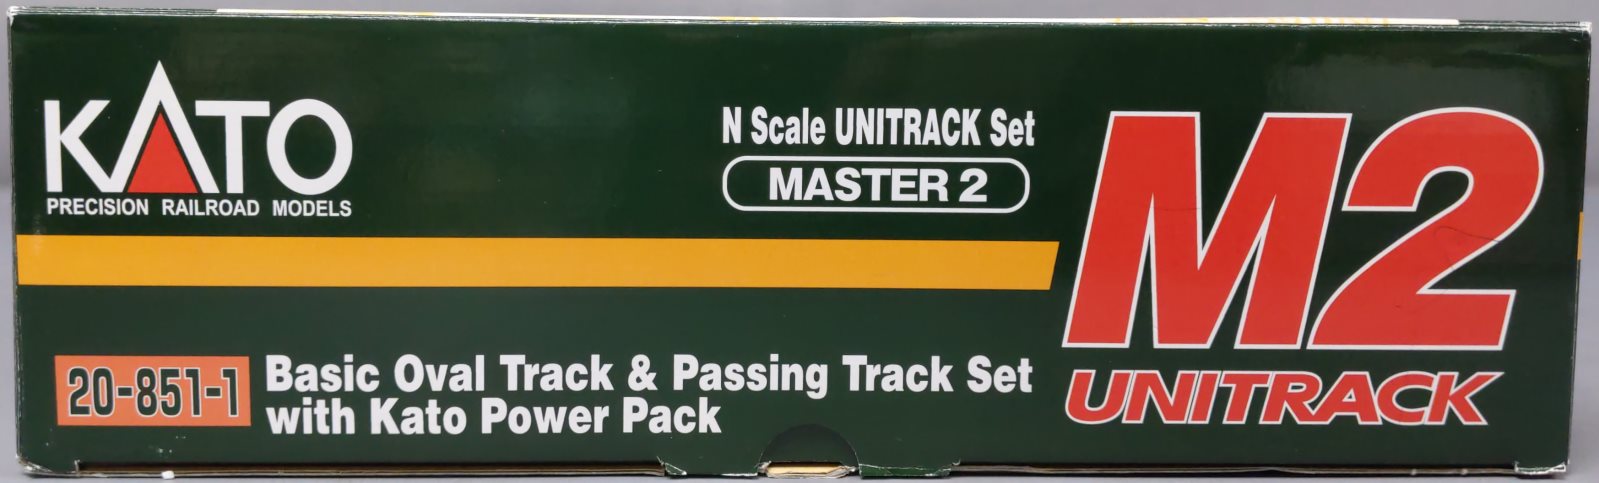 KATO
PRECISION RAILROAD MODELS
N Scale UNITRACK Set
MASTER 2
M2
UNITRACK
20-851-1
Basic Oval Track & Passing Track Set
with Kato Power Pack